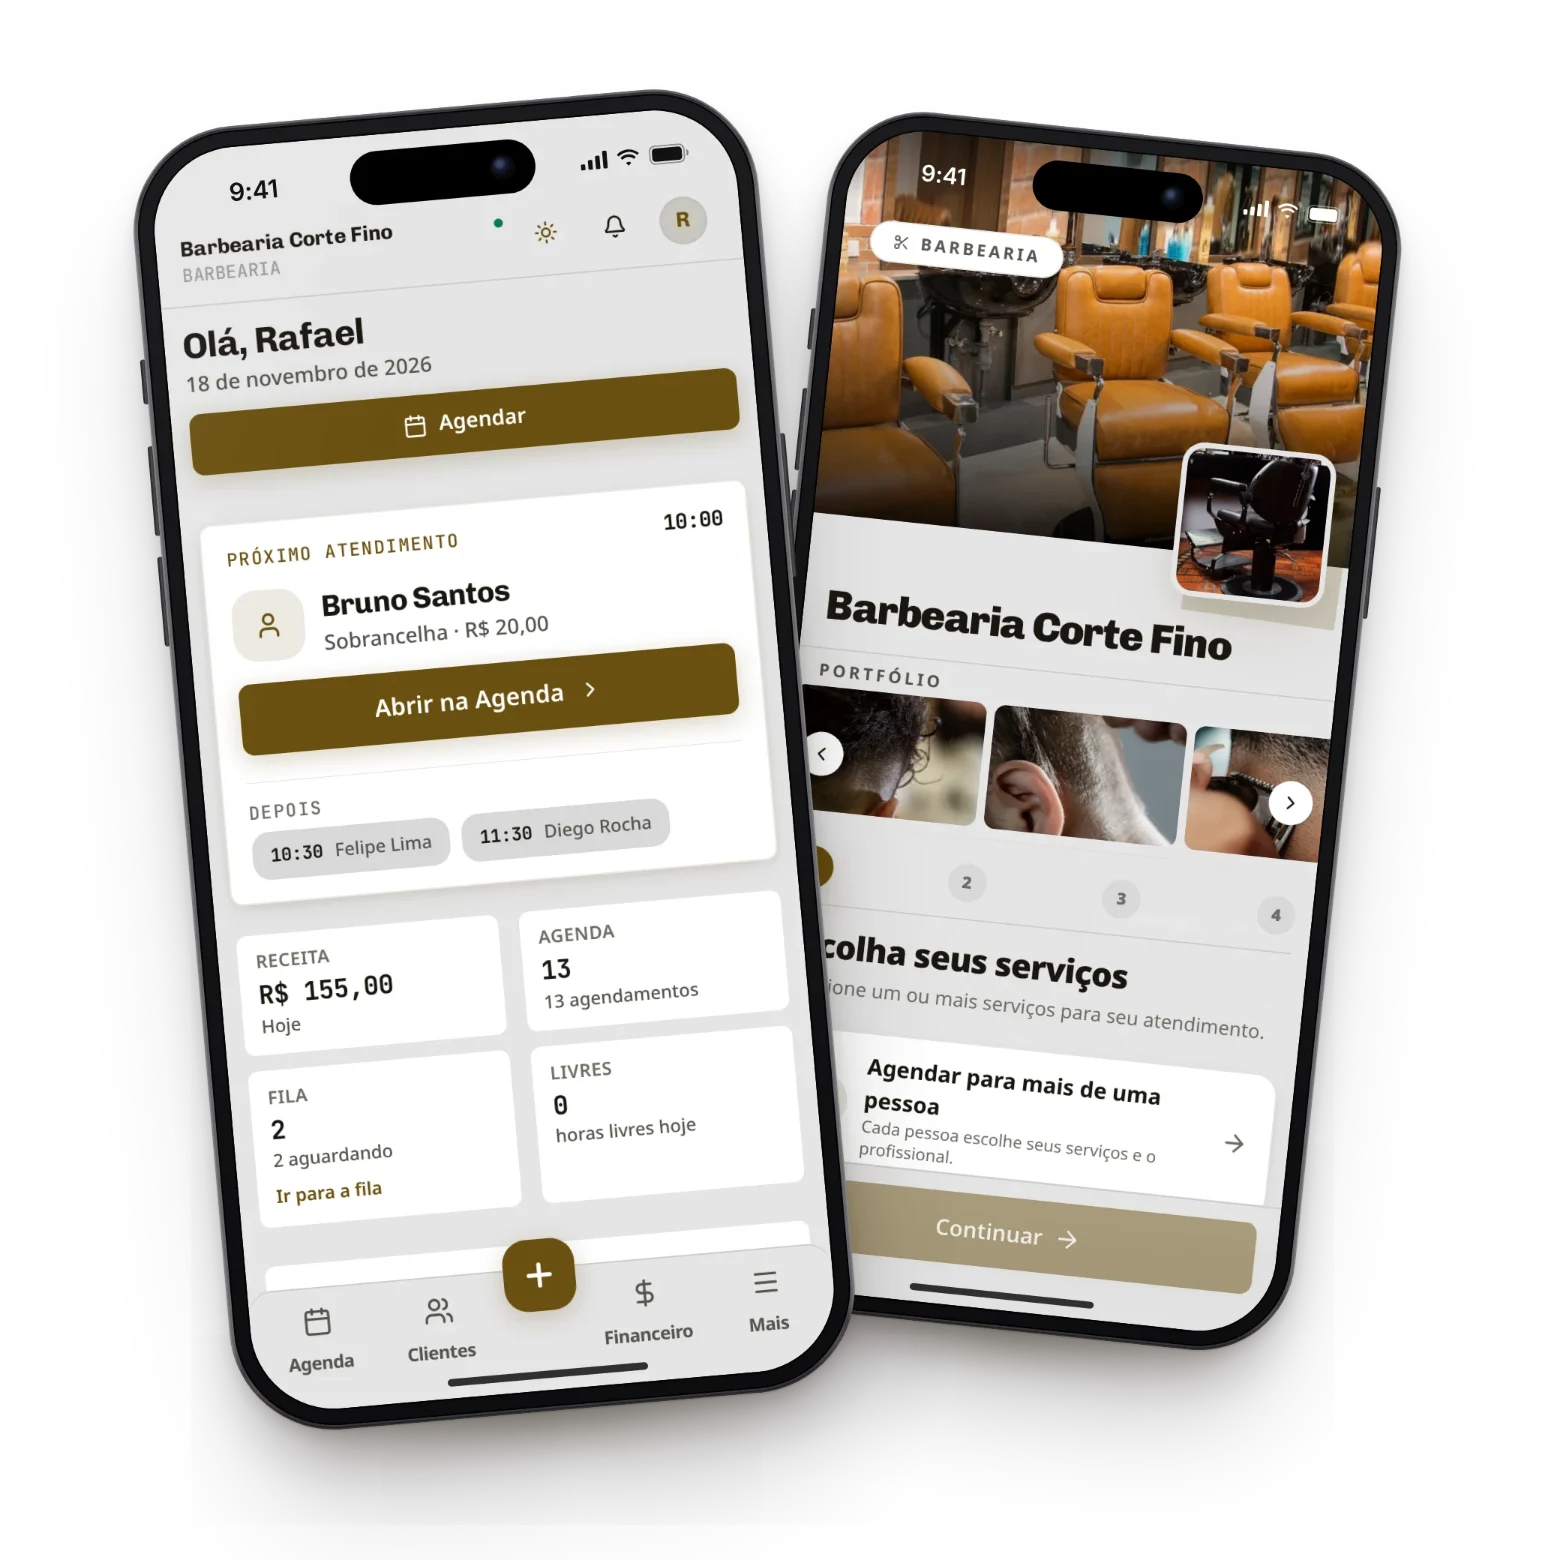 9:41
Barbearia Corte Fino
BARBEARIA
R
Olá, Rafael
18 de novembro de 2026
Agendar
PRÓXIMO ATENDIMENTO
10:00
Bruno Santos
Sobrancelha · R$ 20,00
Abrir na Agenda
DEPOIS
10:30 Felipe Lima
11:30 Diego Rocha
RECEITA
R$ 155,00
Hoje
AGENDA
13
13 agendamentos
FILA
2
2 aguardando
Ir para a fila
LIVRES
0
horas livres hoje
Agenda
Clientes
Financeiro
Mais
9:41
BARBEARIA
Barbearia Corte Fino
PORTFÓLIO
2
3
4
colha seus serviços
ione um ou mais serviços para seu atendimento.
Agendar para mais de uma
pessoa
Cada pessoa escolhe seus serviços e o
profissional.
Continuar